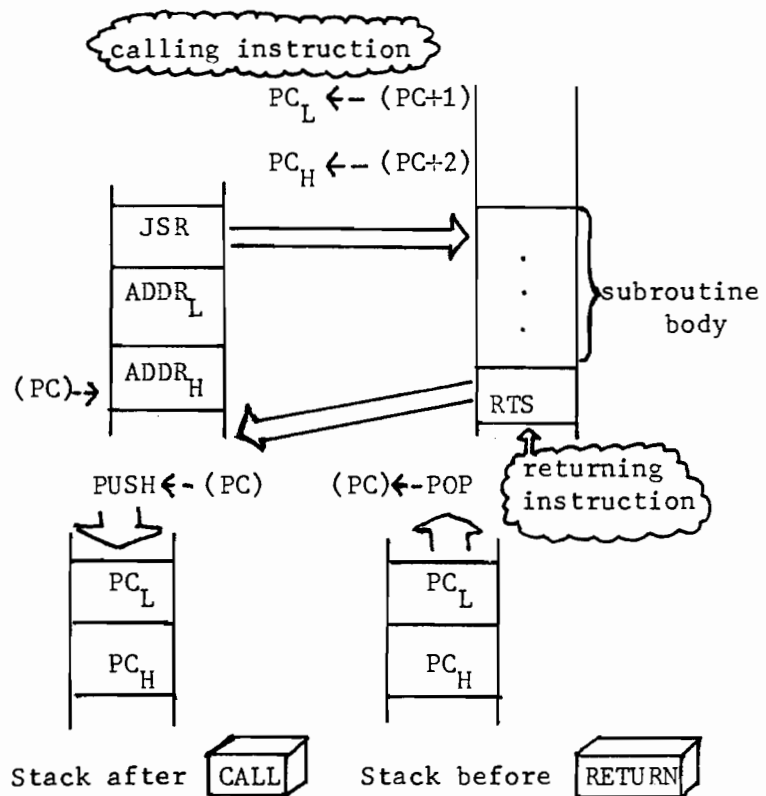 calling instruction
PC_L ← (PC+1)
PC_H ← (PC+2)
JSR
ADDR_L
ADDR_H
(PC)→
.
.
.
subroutine
body
RTS
returning
instruction
PUSH←(PC)
(PC)←POP
PC_L
PC_H
PC_L
PC_H
Stack after CALL
Stack before RETURN